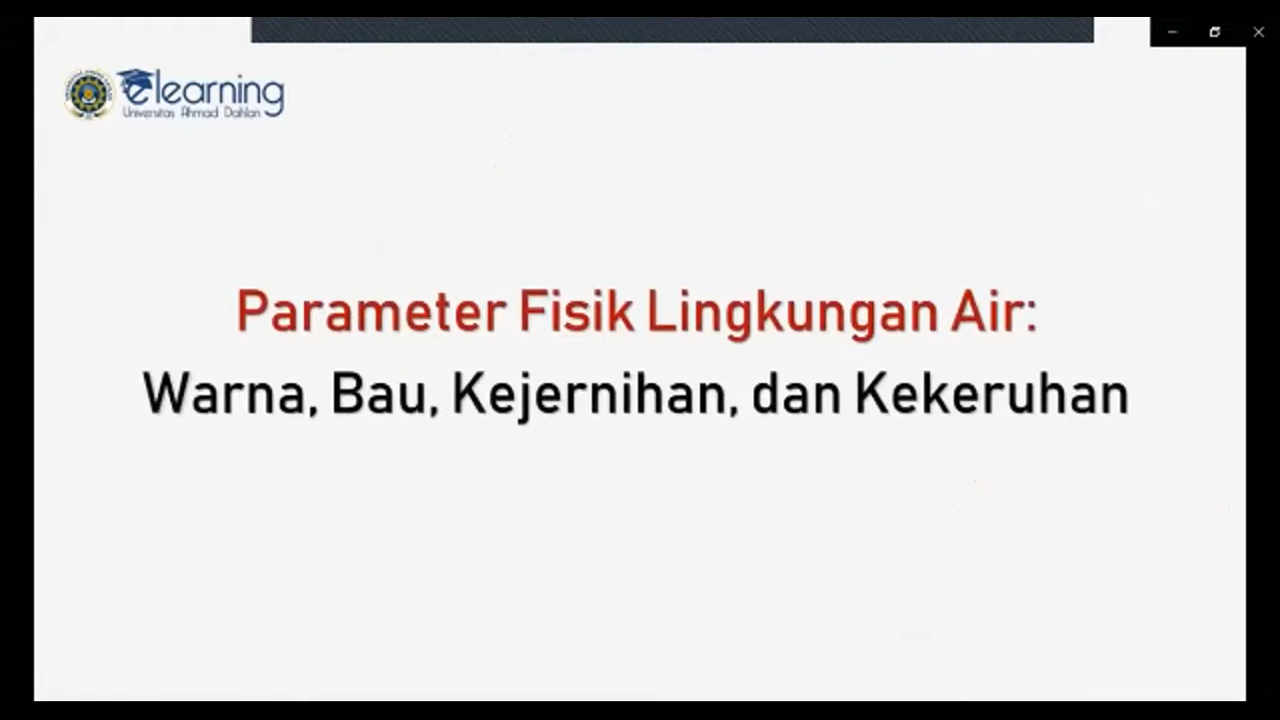 elearning
Universitas Ahmad Dahlan
Parameter Fisik Lingkungan Air:
Warna, Bau, Kejernihan, dan Kekeruhan